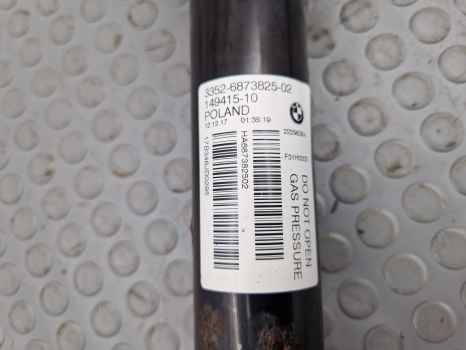 3352-6873825-02
149415-10
POLAND
12.12.17 01:35:19
HA687382502
DO NOT OPEN
GAS PRESSURE